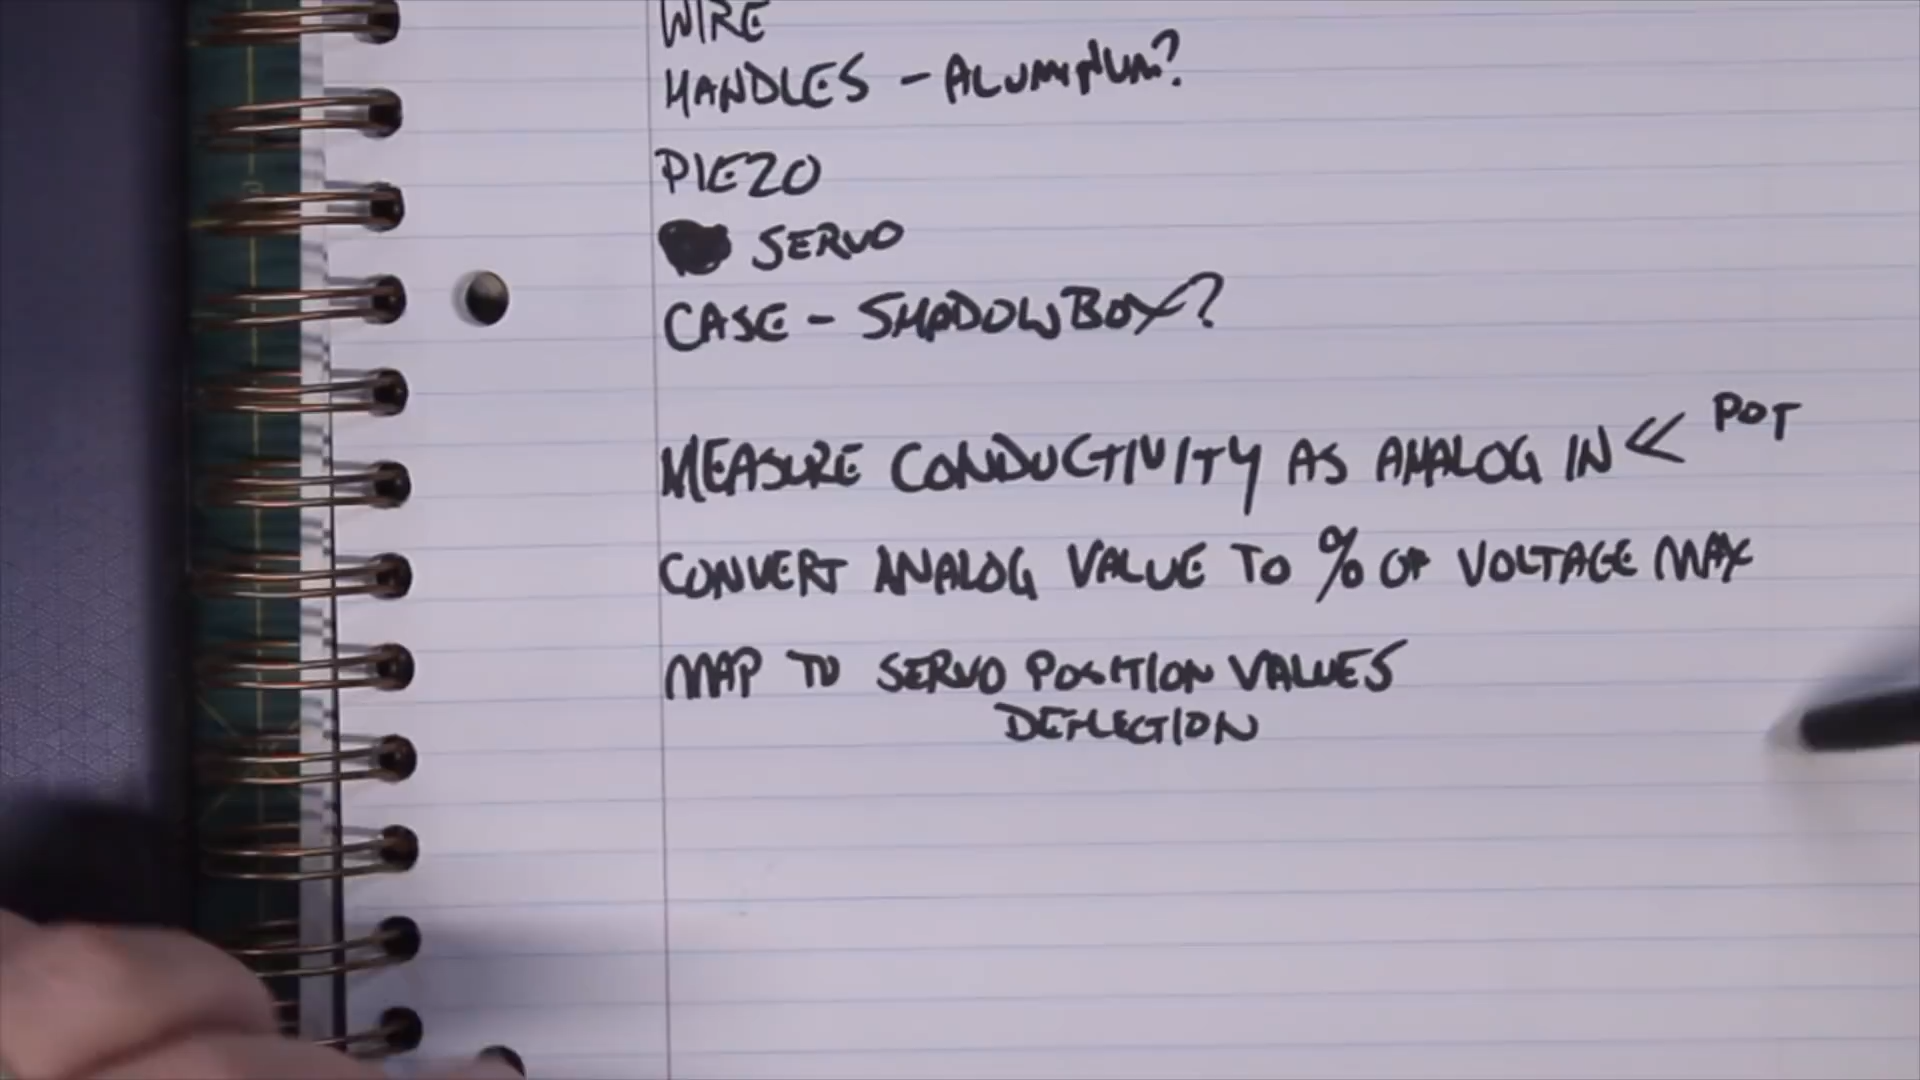 WIRE
HANDLES - ALUMINUM?
PIEZO
SERVO
CASE - SHADOWBOX?
MEASURE CONDUCTIVITY AS ANALOG IN << POT
CONVERT ANALOG VALUE TO % OF VOLTAGE MAX
MAP TO SERVO POSITION VALUES
DEFLECTION